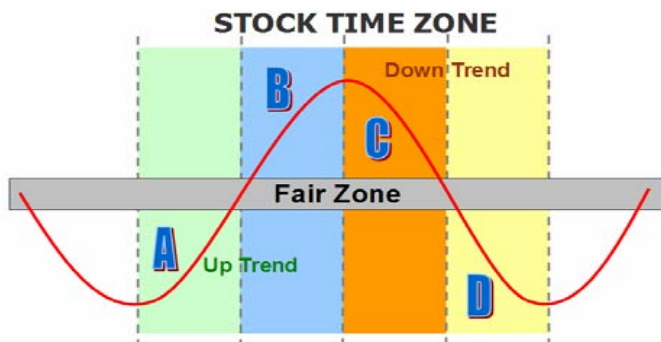 STOCK TIME ZONE
B
Down Trend
C
Fair Zone
A
Up Trend
D